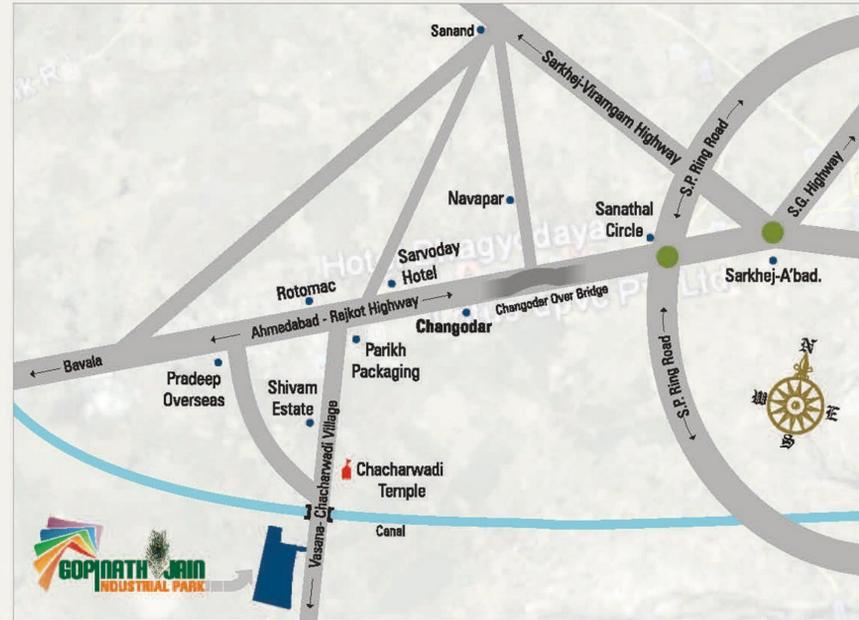 Sanand
Sarkhej-Viramgam Highway
S.P. Ring Road
S.G. Highway
Navapar
Sanathal
Circle
Sarkhej-A'bad.
Sarvoday
Hotel
Rotomac
Ahmedabad - Rajkot Highway
Changodar Over Bridge
Changodar
Bavala
Parikh
Packaging
Pradeep
Overseas
Shivam
Estate
S.P. Ring Road
N
W
E
S
Vasana- Chacharwadi Village
Chacharwadi
Temple
Canal
GOPINATH JAIN
INDUSTRIAL PARK